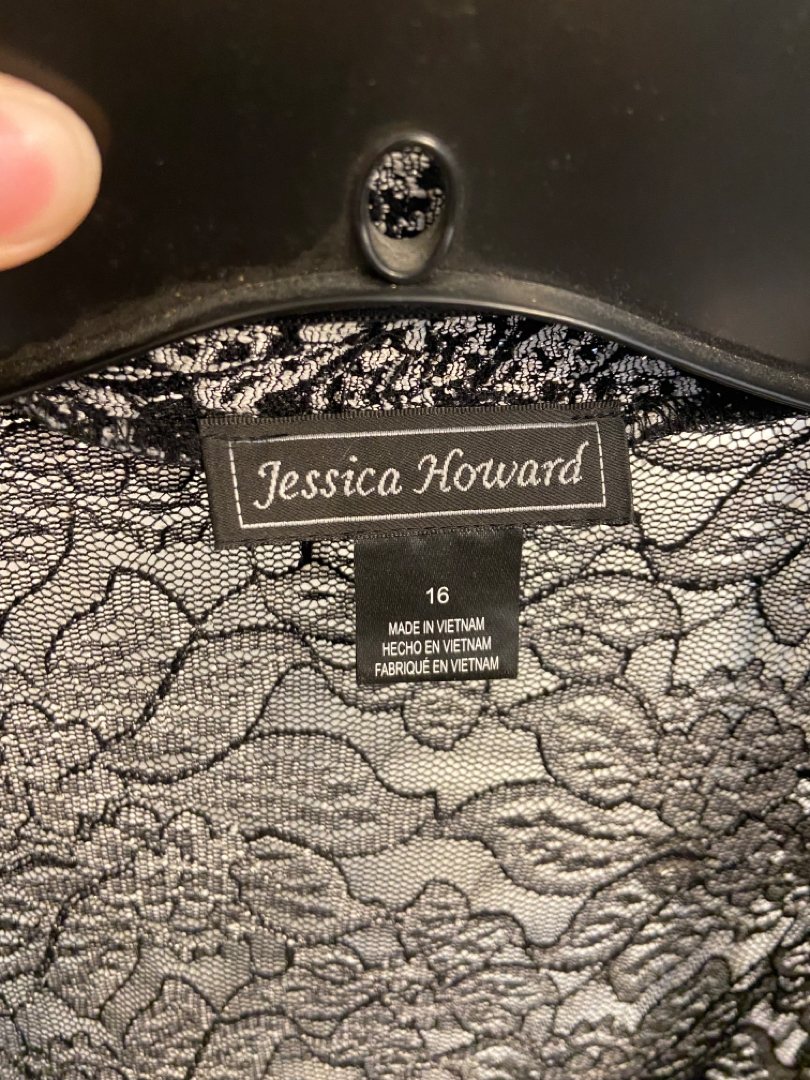 Jessica Howard
16
MADE IN VIETNAM
HECHO EN VIETNAM
FABRIQUÉ EN VIETNAM